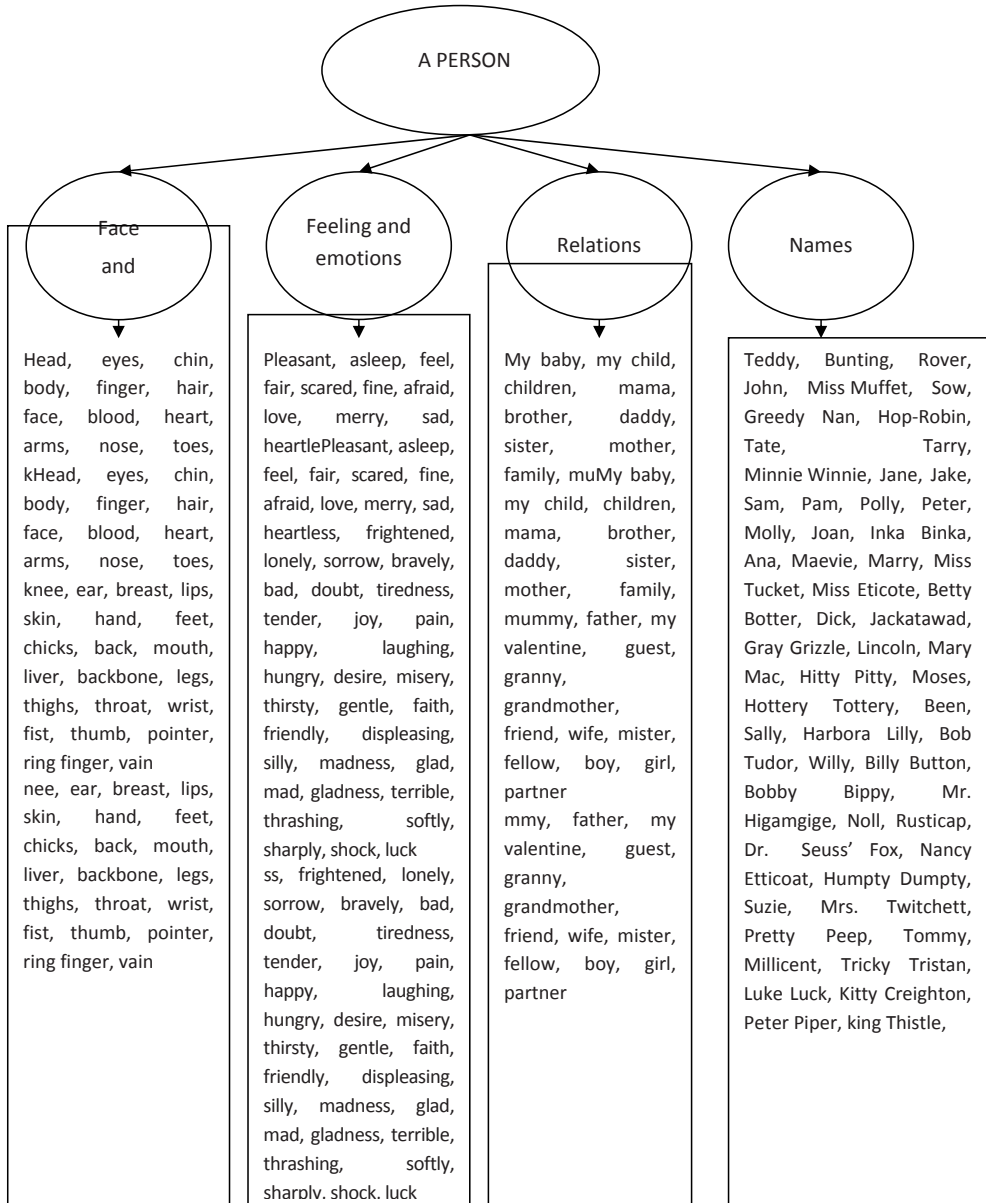 A PERSON
Face
and
Feeling and
emotions
Relations
Names
Head, eyes, chin,
body, finger, hair,
face, blood, heart,
arms, nose, toes,
kHead, eyes, chin,
body, finger, hair,
face, blood, heart,
arms, nose, toes,
knee, ear, breast, lips,
skin, hand, feet,
chicks, back, mouth,
liver, backbone, legs,
thighs, throat, wrist,
fist, thumb, pointer,
ring finger, vain
nee, ear, breast, lips,
skin, hand, feet,
chicks, back, mouth,
liver, backbone, legs,
thighs, throat, wrist,
fist, thumb, pointer,
ring finger, vain
Pleasant, asleep, feel,
fair, scared, fine, afraid,
love, merry, sad,
heartlePleasant, asleep,
feel, fair, scared, fine,
afraid, love, merry, sad,
heartless, frightened,
lonely, sorrow, bravely,
bad, doubt, tiredness,
tender, joy, pain,
happy, laughing,
hungry, desire, misery,
thirsty, gentle, faith,
friendly, displeasing,
silly, madness, glad,
mad, gladness, terrible,
thrashing, softly,
sharply, shock, luck
ss, frightened, lonely,
sorrow, bravely, bad,
doubt, tiredness,
tender, joy, pain,
happy, laughing,
hungry, desire, misery,
thirsty, gentle, faith,
friendly, displeasing,
silly, madness, glad,
mad, gladness, terrible,
thrashing, softly,
sharply, shock, luck
My baby, my child,
children, mama,
brother, daddy,
sister, mother,
family, muMy baby,
my child, children,
mama, brother,
daddy, sister,
mother, family,
mummy, father, my
valentine, guest,
granny,
grandmother,
friend, wife, mister,
fellow, boy, girl,
partner
mmy, father, my
valentine, guest,
granny,
grandmother,
friend, wife, mister,
fellow, boy, girl,
partner
Teddy, Bunting, Rover,
John, Miss Muffet, Sow,
Greedy Nan, Hop-Robin,
Tate, Tarry,
Minnie Winnie, Jane, Jake,
Sam, Pam, Polly, Peter,
Molly, Joan, Inka Binka,
Ana, Maevie, Marry, Miss
Tucket, Miss Eticote, Betty
Botter, Dick, Jackatawad,
Gray Grizzle, Lincoln, Mary
Mac, Hitty Pitty, Moses,
Hottery Tottery, Been,
Sally, Harbora Lilly, Bob
Tudor, Willy, Billy Button,
Bobby Bippy, Mr.
Higamgige, Noll, Rusticap,
Dr. Seuss’ Fox, Nancy
Etticoat, Humpty Dumpty,
Suzie, Mrs. Twitchett,
Pretty Peep, Tommy,
Millicent, Tricky Tristan,
Luke Luck, Kitty Creighton,
Peter Piper, king Thistle,